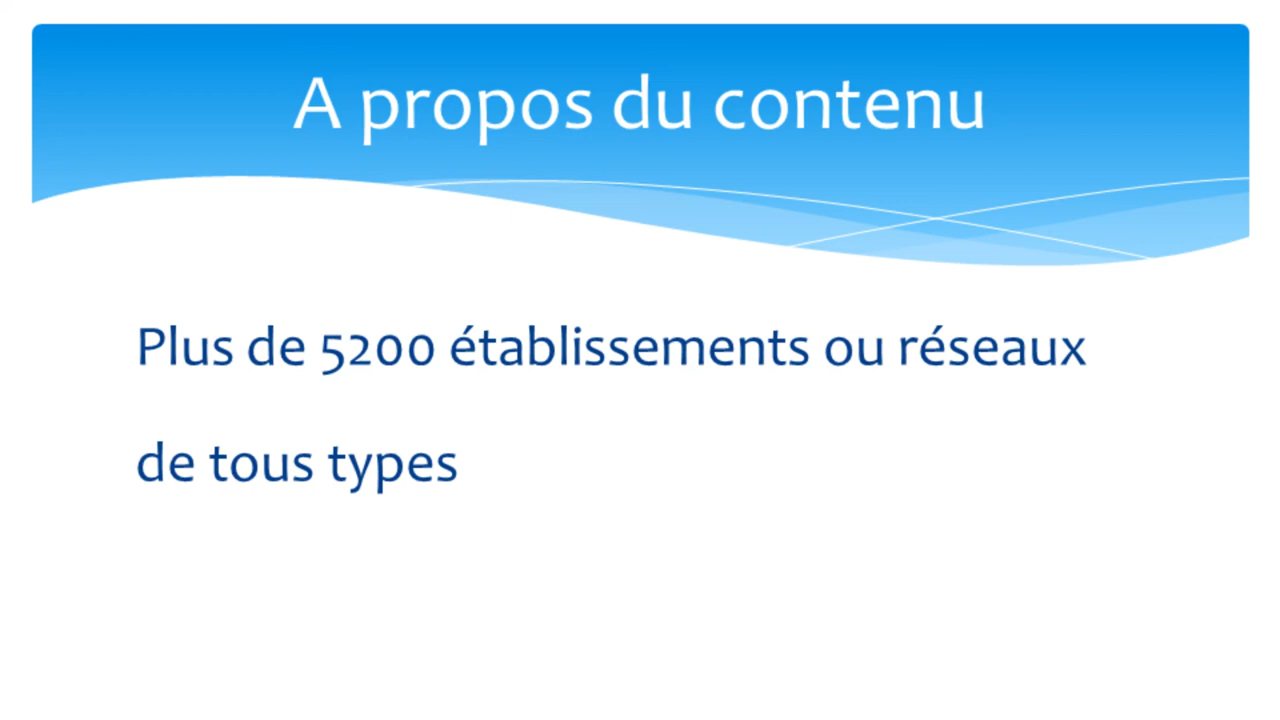 A propos du contenu
Plus de 5200 établissements ou réseaux
de tous types